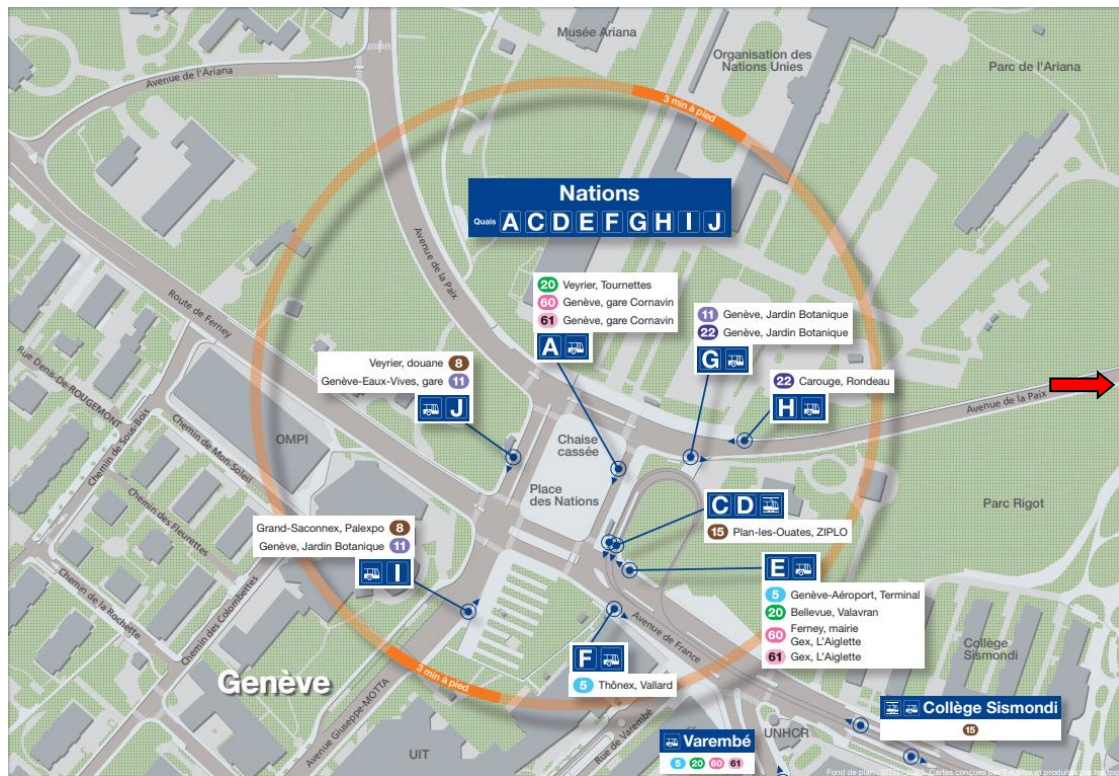 Musée Ariana
Organisation des
Nations Unies
Parc de l'Ariana
Avenue de l'Ariana
3 min à pied
Nations
Quais A C D E F G H I J
Avenue de la Paix
Route de Ferney
20 Veyrier, Tournettes
60 Genève, gare Cornavin
61 Genève, gare Cornavin
A
11 Genève, Jardin Botanique
22 Genève, Jardin Botanique
G
Veyrier, douane 8
Genève-Eaux-Vives, gare 11
J
22 Carouge, Rondeau
H
Avenue de la Paix
Rue Denis-De-ROUGEMONT
Chemin de Sous-Bois
Chemin de Mon-Soleil
OMPI
Chaise
cassée
Place
des Nations
Parc Rigot
C D
15 Plan-les-Ouates, ZIPLO
Chemin des Fleurettes
Grand-Saconnex, Palexpo 8
Genève, Jardin Botanique 11
I
E
5 Genève-Aéroport, Terminal
20 Bellevue, Valavran
60 Ferney, mairie
Gex, L'Aiglette
61 Gex, L'Aiglette
Chemin de la Rochette
Chemin des Colombettes
Avenue de France
F
5 Thônex, Vallard
Collège
Sismondi
Genève
3 min à pied
Avenue Giuseppe-MOTTA
UIT
Rue de Varembé
Collège Sismondi
15
UNHCR
Varembé
5 20 60 61